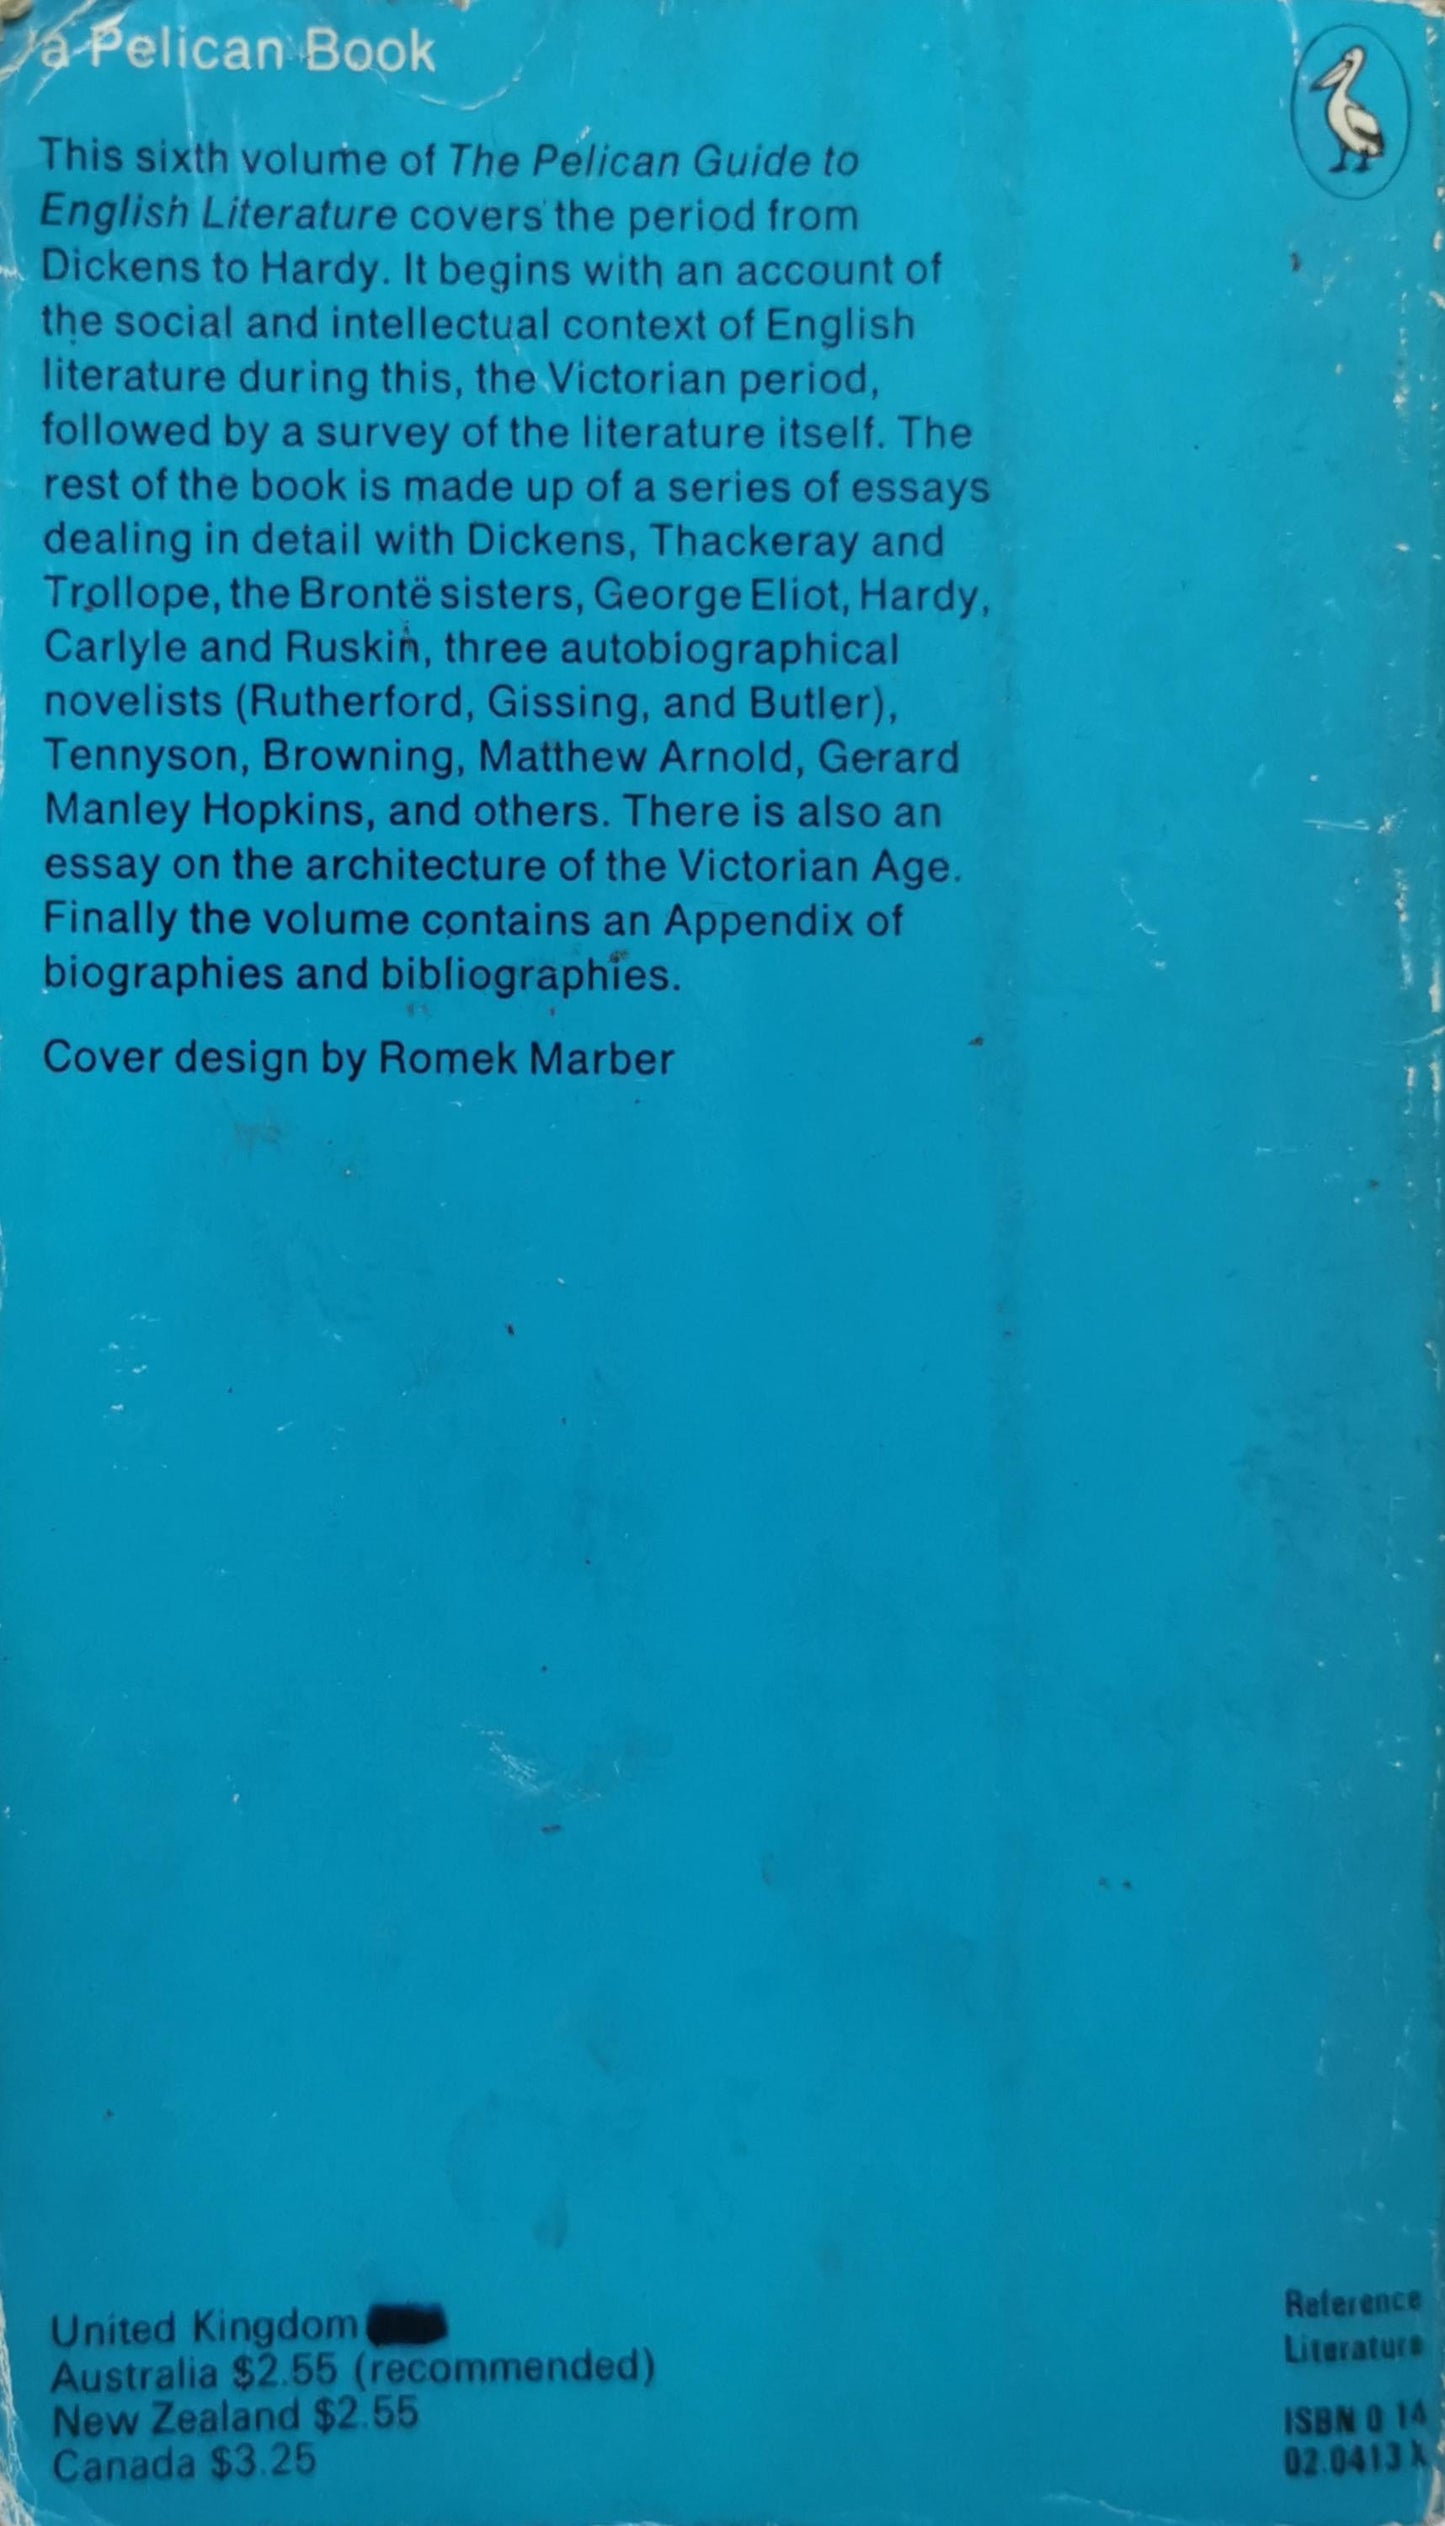 a Pelican Book
This sixth volume of The Pelican Guide to
English Literature covers the period from
Dickens to Hardy. It begins with an account of
the social and intellectual context of English
literature during this, the Victorian period,
followed by a survey of the literature itself. The
rest of the book is made up of a series of essays
dealing in detail with Dickens, Thackeray and
Trollope, the Brontë sisters, George Eliot, Hardy,
Carlyle and Ruskin, three autobiographical
novelists (Rutherford, Gissing, and Butler),
Tennyson, Browning, Matthew Arnold, Gerard
Manley Hopkins, and others. There is also an
essay on the architecture of the Victorian Age.
Finally the volume contains an Appendix of
biographies and bibliographies.
Cover design by Romek Marber
United Kingdom
Australia $2.55 (recommended)
New Zealand $2.55
Canada $3.25
Reference
Literature
ISBN 0 14
02.0413 X